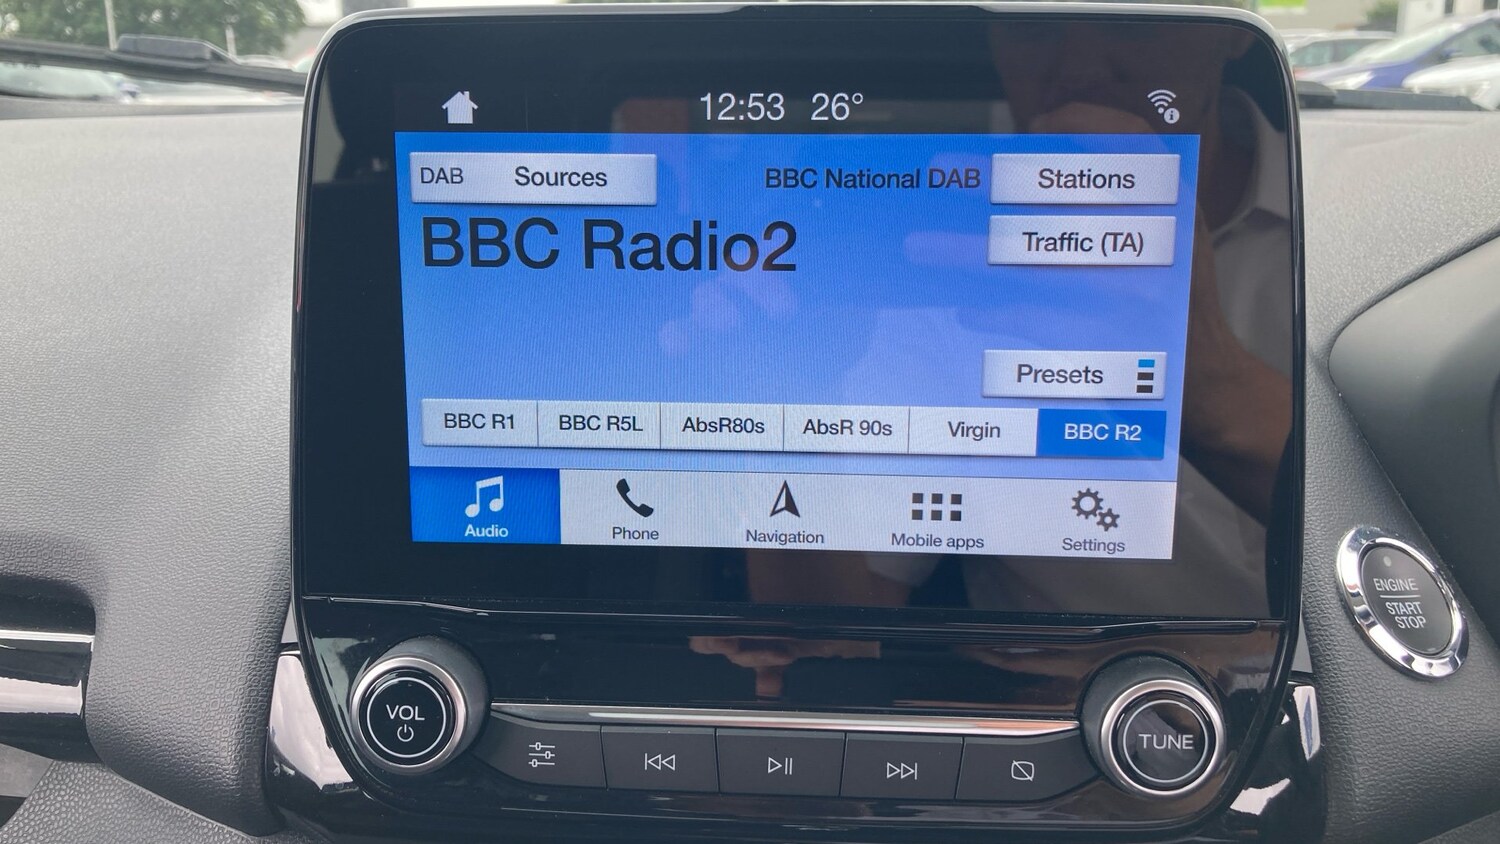 12:53 26°
DAB Sources BBC National DAB Stations
BBC Radio2
Traffic (TA)
Presets
BBC R1 BBC R5L AbsR80s AbsR 90s Virgin BBC R2
Audio Phone Navigation Mobile apps Settings
ENGINE
START
STOP
VOL
TUNE